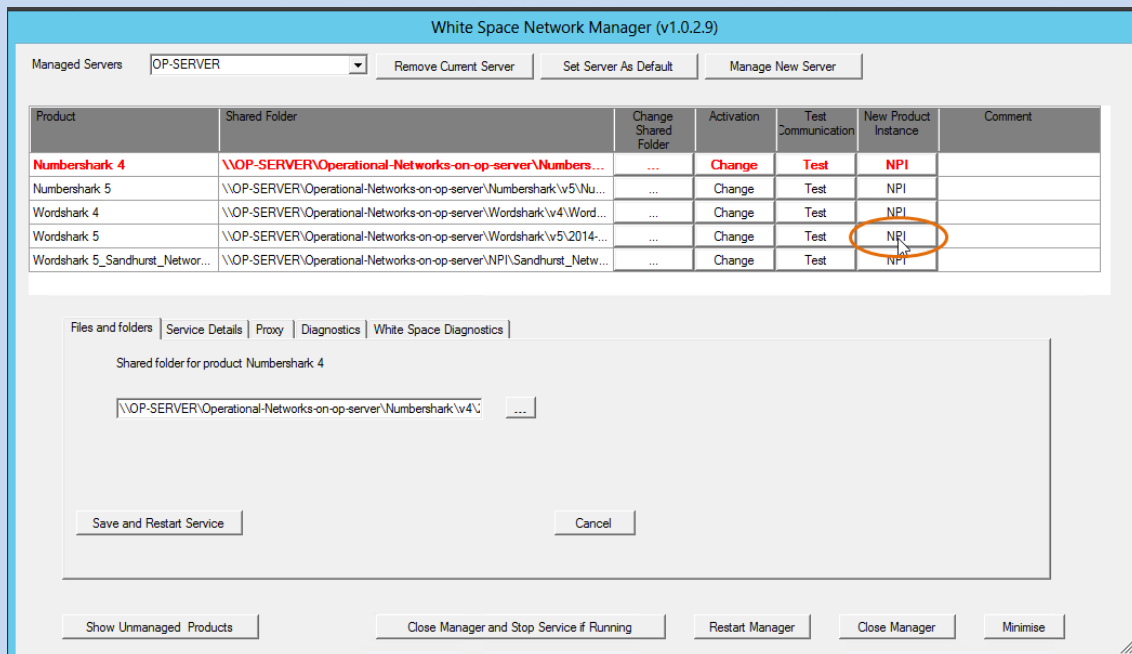 White Space Network Manager (v1.0.2.9)
Managed Servers OP-SERVER Remove Current Server Set Server As Default Manage New Server
Product Shared Folder Change Shared Folder Activation Test Communication New Product Instance Comment
Numbershark 4 \\OP-SERVER\Operational-Networks-on-op-server\Numbers... ... Change Test NPI
Numbershark 5 \\OP-SERVER\Operational-Networks-on-op-server\Numbershark\v5\Nu... ... Change Test NPI
Wordshark 4 \\OP-SERVER\Operational-Networks-on-op-server\Wordshark\v4\Word... ... Change Test NPI
Wordshark 5 \\OP-SERVER\Operational-Networks-on-op-server\Wordshark\v5\2014-... ... Change Test NPI
Wordshark 5_Sandhurst_Networ... \\OP-SERVER\Operational-Networks-on-op-server\NPI\Sandhurst_Netw... ... Change Test NPI
Files and folders Service Details Proxy Diagnostics White Space Diagnostics
Shared folder for product Numbershark 4
\\OP-SERVER\Operational-Networks-on-op-server\Numbershark\v4\ ...
Save and Restart Service Cancel
Show Unmanaged Products Close Manager and Stop Service if Running Restart Manager Close Manager Minimise